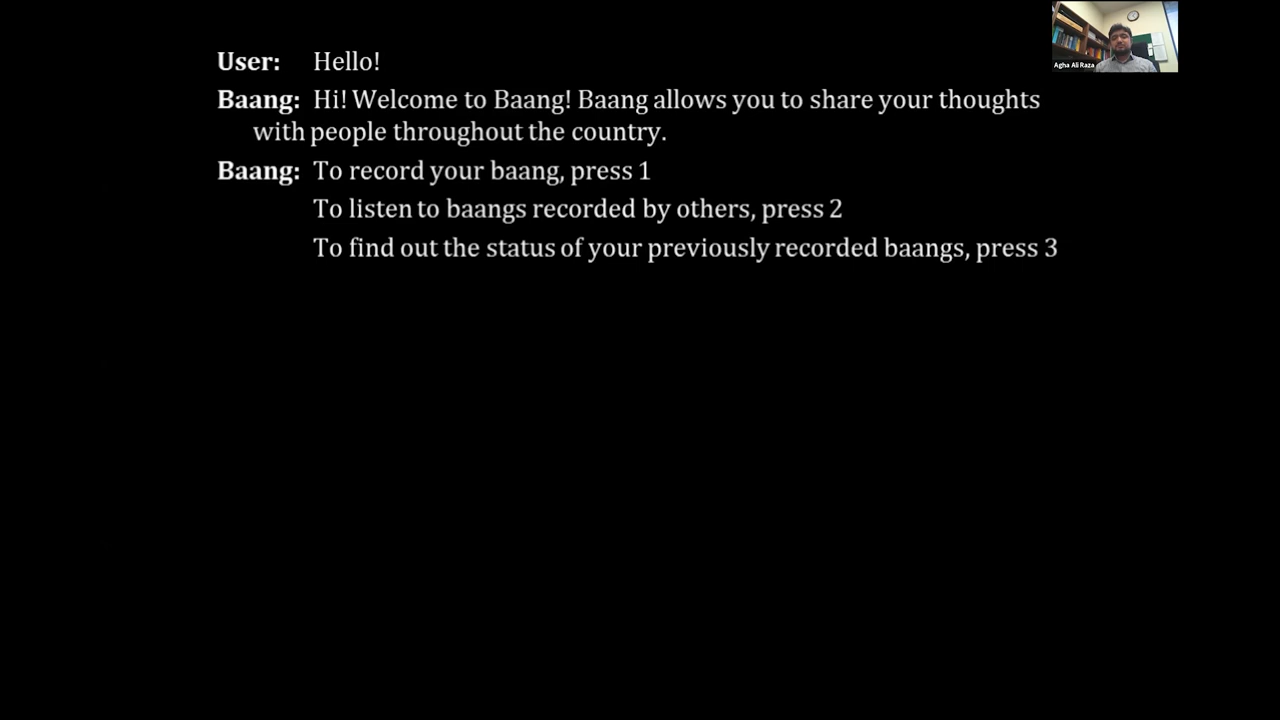 User: Hello!
Baang: Hi! Welcome to Baang! Baang allows you to share your thoughts
with people throughout the country.
Baang: To record your baang, press 1
To listen to baangs recorded by others, press 2
To find out the status of your previously recorded baangs, press 3
Agha Ali Raza